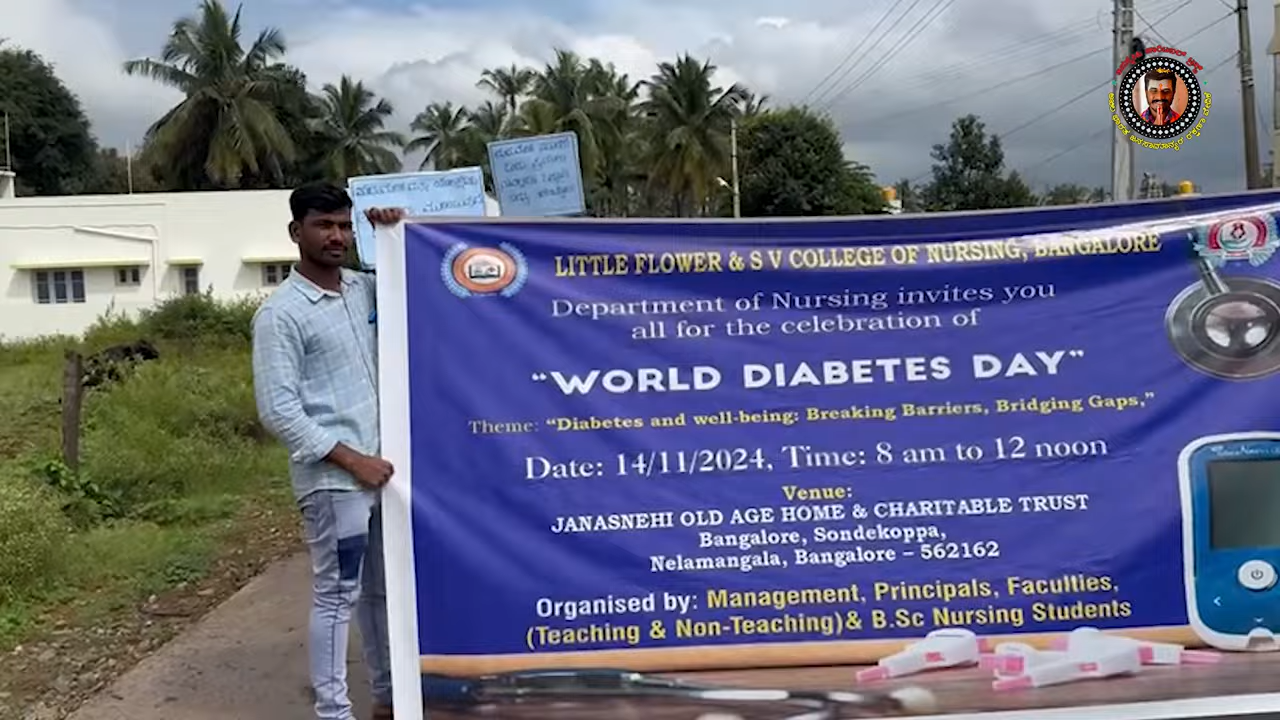 LITTLE FLOWER & S V COLLEGE OF NURSING, BANGALORE
Department of Nursing invites you
all for the celebration of
"WORLD DIABETES DAY"
Theme: "Diabetes and well-being: Breaking Barriers, Bridging Gaps,"
Date: 14/11/2024, Time: 8 am to 12 noon
Venue:
JANASNEHI OLD AGE HOME & CHARITABLE TRUST
Bangalore, Sondekoppa,
Nelamangala, Bangalore – 562162
Organised by: Management, Principals, Faculties,
(Teaching & Non-Teaching) & B.Sc Nursing Students